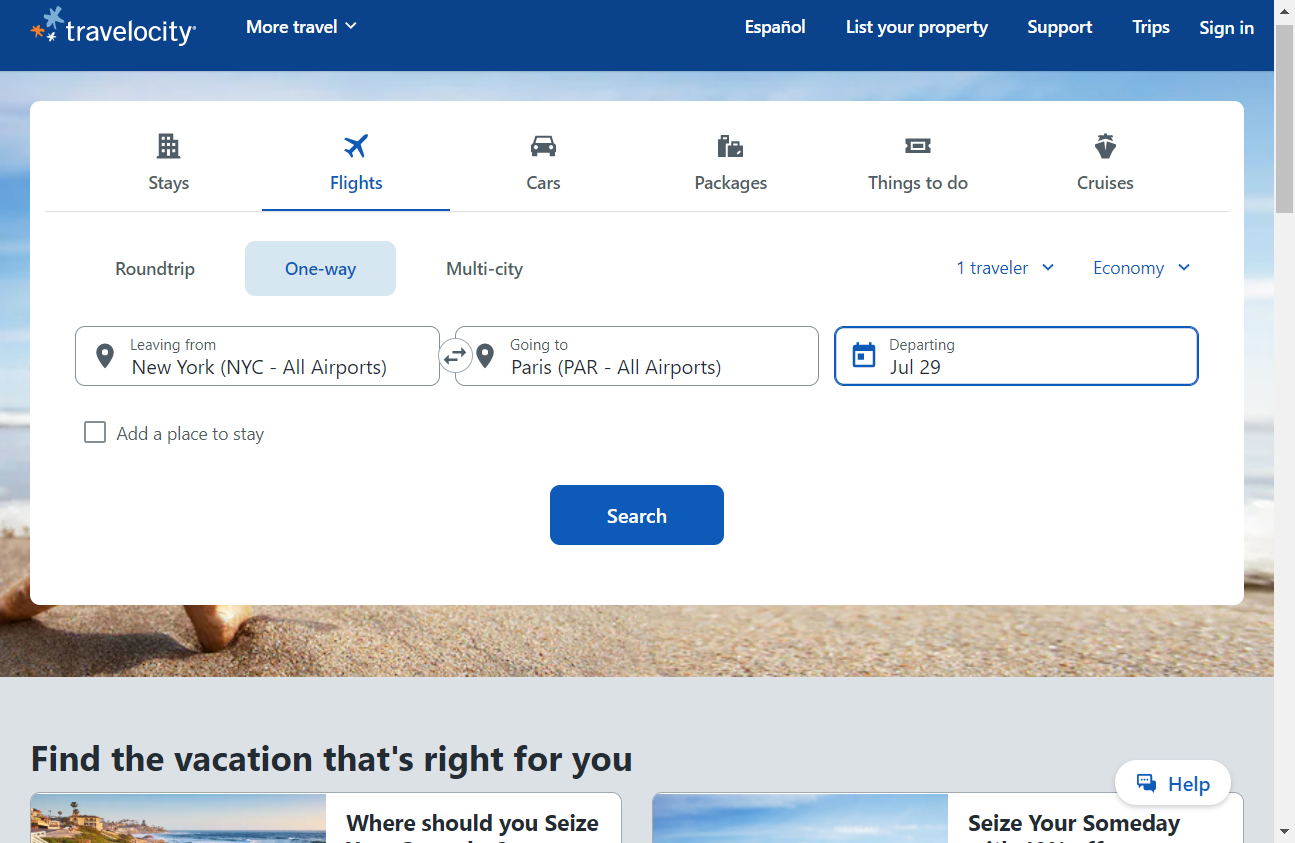 travelocity
More travel
Español
List your property
Support
Trips
Sign in
Stays
Flights
Cars
Packages
Things to do
Cruises
Roundtrip
One-way
Multi-city
1 traveler
Economy
Leaving from
New York (NYC - All Airports)
Going to
Paris (PAR - All Airports)
Departing
Jul 29
Add a place to stay
Search
Find the vacation that's right for you
Help
Where should you Seize
Seize Your Someday